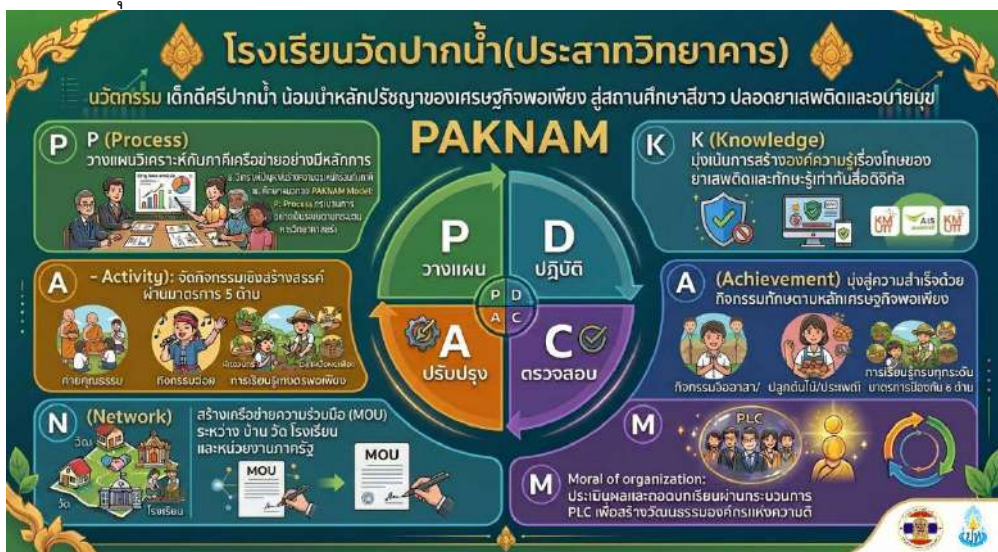 โรงเรียนวัดปากน้ำ(ประสาทวิทยาคาร)
นวัตกรรม เด็กดีศรีปากน้ำ น้อมนำหลักปรัชญาของเศรษฐกิจพอเพียง สู่สถานศึกษาสีขาว ปลอดยาเสพติดและอบายมุข
PAKNAM
P
P (Process)
วางแผนวิเคราะห์กับภาคีเครือข่ายอย่างมีหลักการ
PAKNAM Model:
P: Process
A
- Activity): จัดกิจกรรมเชิงสร้างสรรค์
ผ่านมาตรการ 5 ด้าน
ค่ายคุณธรรม
การเรียนรู้
N
(Network)
สร้างเครือข่ายความร่วมมือ (MOU)
ระหว่าง บ้าน วัด โรงเรียน
และหน่วยงานภาครัฐ
วัด
โรงเรียน
MOU
MOU
P
วางแผน
D
ปฏิบัติ
P D
A C
A
ปรับปรุง
C
ตรวจสอบ
K
K (Knowledge)
มุ่งเน้นการสร้างองค์ความรู้เรื่องโทษของ
ยาเสพติดและทักษะรู้เท่าทันสื่อดิจิทัล
AIS
A
(Achievement) มุ่งสู่ความสำเร็จด้วย
กิจกรรมทักษตามหลักเศรษฐกิจพอเพียง
M
PLC
M
Moral of organization:
ประเมินผลและถอดบทเรียนผ่านกระบวนการ
PLC เพื่อสร้างวัฒนธรรมองค์กรแห่งความดี